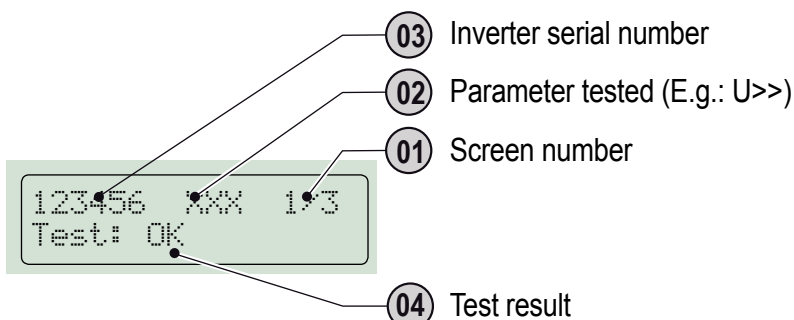 03 Inverter serial number
02 Parameter tested (E.g.: U>>)
01 Screen number
123456 XXX 1/3
Test: OK
04 Test result